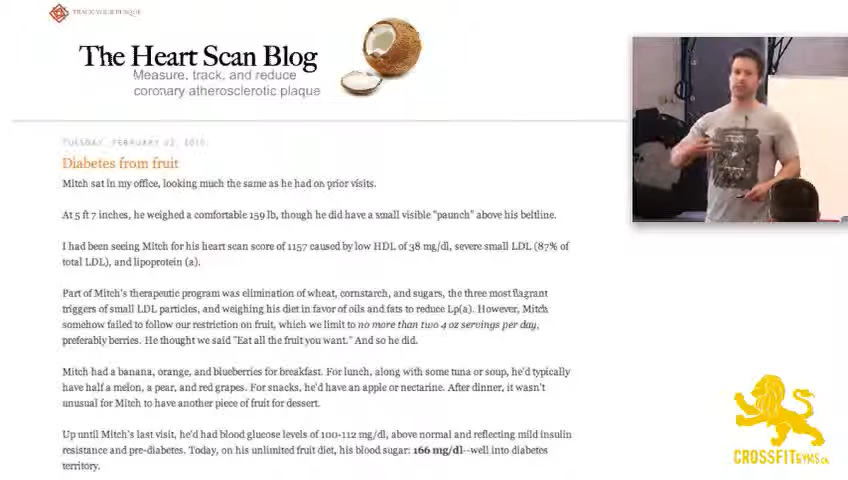 TRACK YOUR PLAQUE
The Heart Scan Blog
Measure, track, and reduce
coronary atherosclerotic plaque
TUESDAY, FEBRUARY 02, 2010
Diabetes from fruit
Mitch sat in my office, looking much the same as he had on prior visits.
At 5 ft 7 inches, he weighed a comfortable 159 lb, though he did have a small visible "paunch" above his beltline.
I had been seeing Mitch for his heart scan score of 1157 caused by low HDL of 38 mg/dl, severe small LDL (87% of
total LDL), and lipoprotein (a).
Part of Mitch's therapeutic program was elimination of wheat, cornstarch, and sugars, the three most flagrant
triggers of small LDL particles, and weighing his diet in favor of oils and fats to reduce Lp(a). However, Mitch
somehow failed to follow our restriction on fruit, which we limit to no more than two 4 oz servings per day,
preferably berries. He thought we said "Eat all the fruit you want." And so he did.
Mitch had a banana, orange, and blueberries for breakfast. For lunch, along with some tuna or soup, he'd typically
have half a melon, a pear, and red grapes. For snacks, he'd have an apple or nectarine. After dinner, it wasn't
unusual for Mitch to have another piece of fruit for dessert.
Up until Mitch's last visit, he'd had blood glucose levels of 100-112 mg/dl, above normal and reflecting mild insulin
resistance and pre-diabetes. Today, on his unlimited fruit diet, his blood sugar: 166 mg/dl--well into diabetes
territory.
CROSSFITGYMS.CA